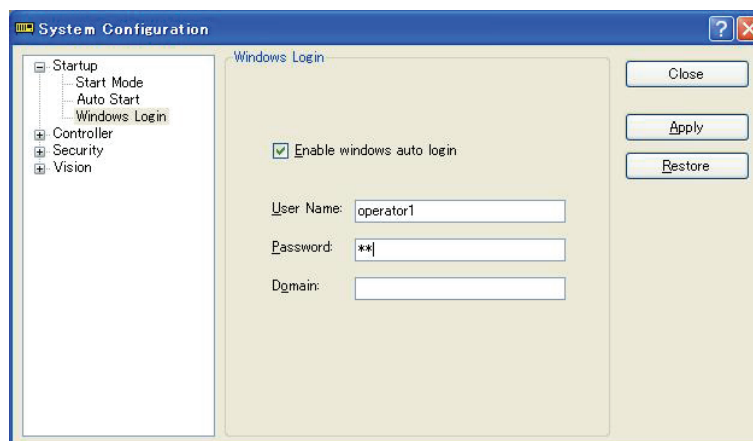 System Configuration
Startup
Start Mode
Auto Start
Windows Login
Controller
Security
Vision
Windows Login
Enable windows auto login
User Name: operator1
Password: **
Domain:
Close
Apply
Restore